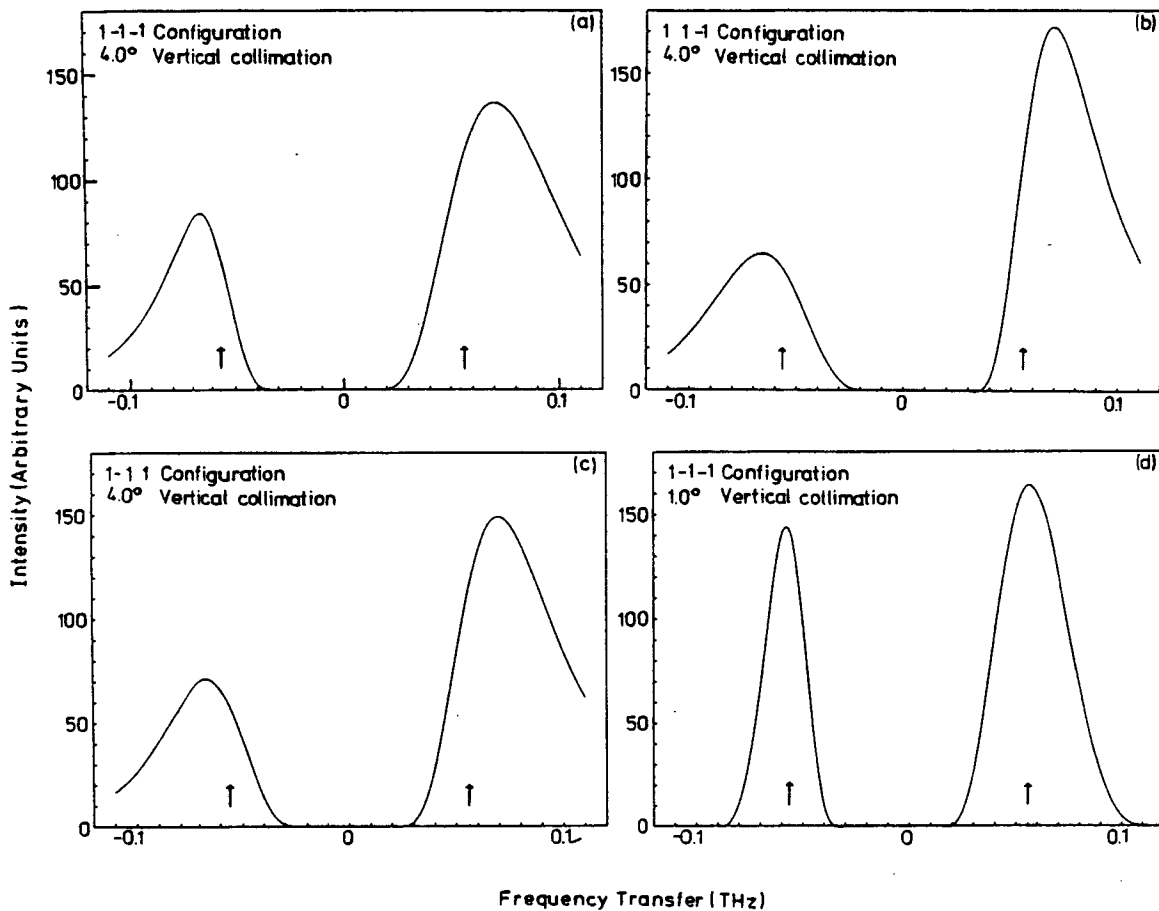 (a)
1-1-1 Configuration
4.0° Vertical collimation
150
100
50
0
-0.1
0
0.1
(b)
1 1-1 Configuration
4.0° Vertical collimation
150
100
50
0
-0.1
0
0.1
(c)
1-1 1 Configuration
4.0° Vertical collimation
150
100
50
0
-0.1
0
0.1
(d)
1-1-1 Configuration
1.0° Vertical collimation
150
100
50
0
-0.1
0
0.1
Intensity (Arbitrary Units)
Frequency Transfer (THz)